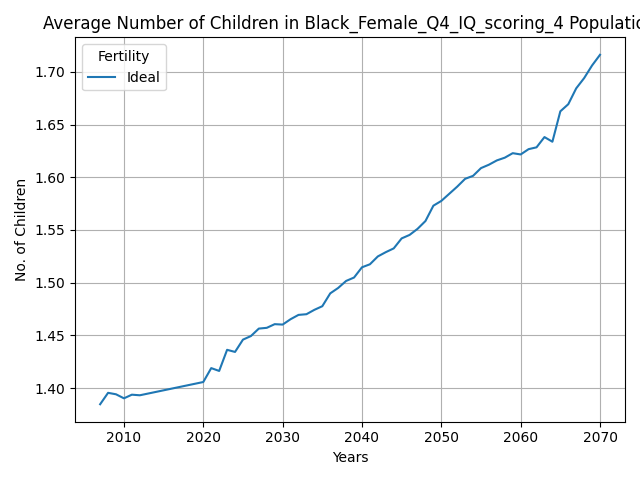 Average Number of Children in Black_Female_Q4_IQ_scoring_4 Populatio
Fertility
Ideal
No. of Children
1.70
1.65
1.60
1.55
1.50
1.45
1.40
2010 2020 2030 2040 2050 2060 2070
Years